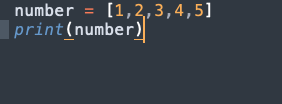 number = [1,2,3,4,5]
print(number)